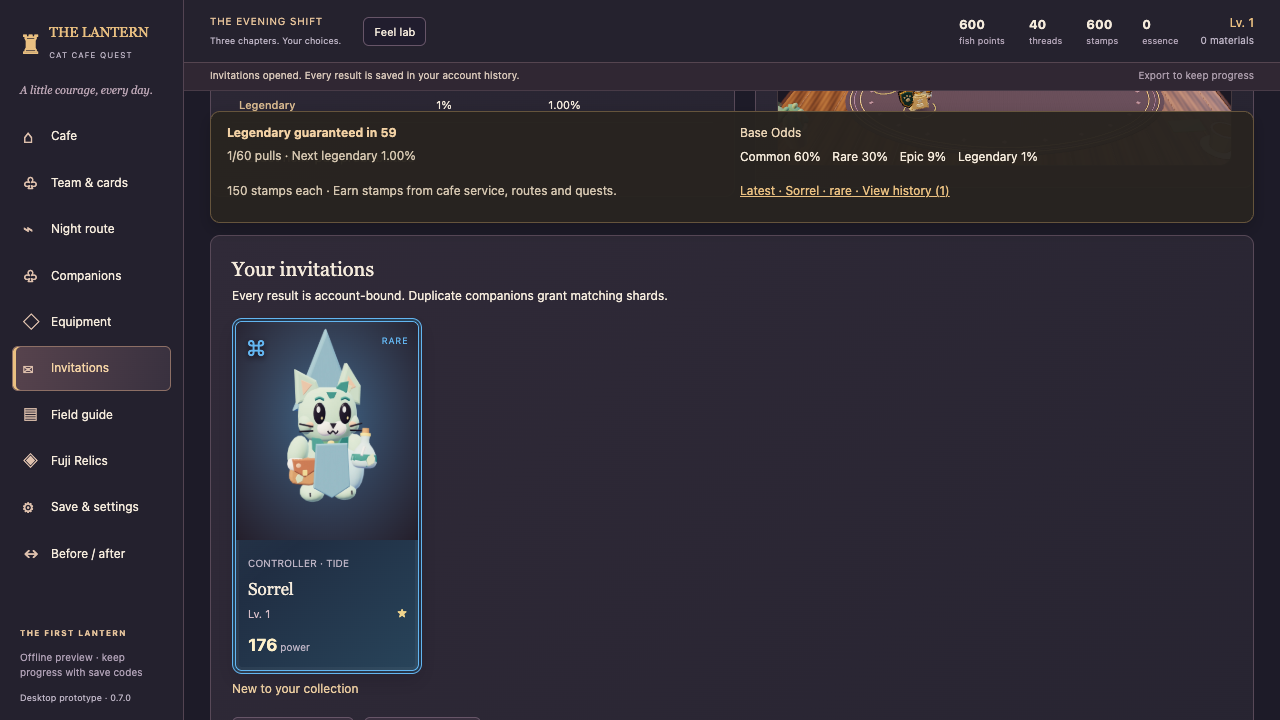 THE LANTERN
CAT CAFE QUEST
A little courage, every day.
Cafe
Team & cards
Night route
Companions
Equipment
Invitations
Field guide
Fuji Relics
Save & settings
Before / after
THE FIRST LANTERN
Offline preview · keep
progress with save codes
Desktop prototype · 0.7.0
THE EVENING SHIFT
Three chapters. Your choices.
Feel lab
600 fish points
40 threads
600 stamps
0 essence
Lv. 1
0 materials
Invitations opened. Every result is saved in your account history.
Export to keep progress
Legendary 1% 1.00%
Legendary guaranteed in 59
1/60 pulls · Next legendary 1.00%
150 stamps each · Earn stamps from cafe service, routes and quests.
Base Odds
Common 60% Rare 30% Epic 9% Legendary 1%
Latest · Sorrel · rare · View history (1)
Your invitations
Every result is account-bound. Duplicate companions grant matching shards.
RARE
CONTROLLER · TIDE
Sorrel
Lv. 1
176 power
New to your collection